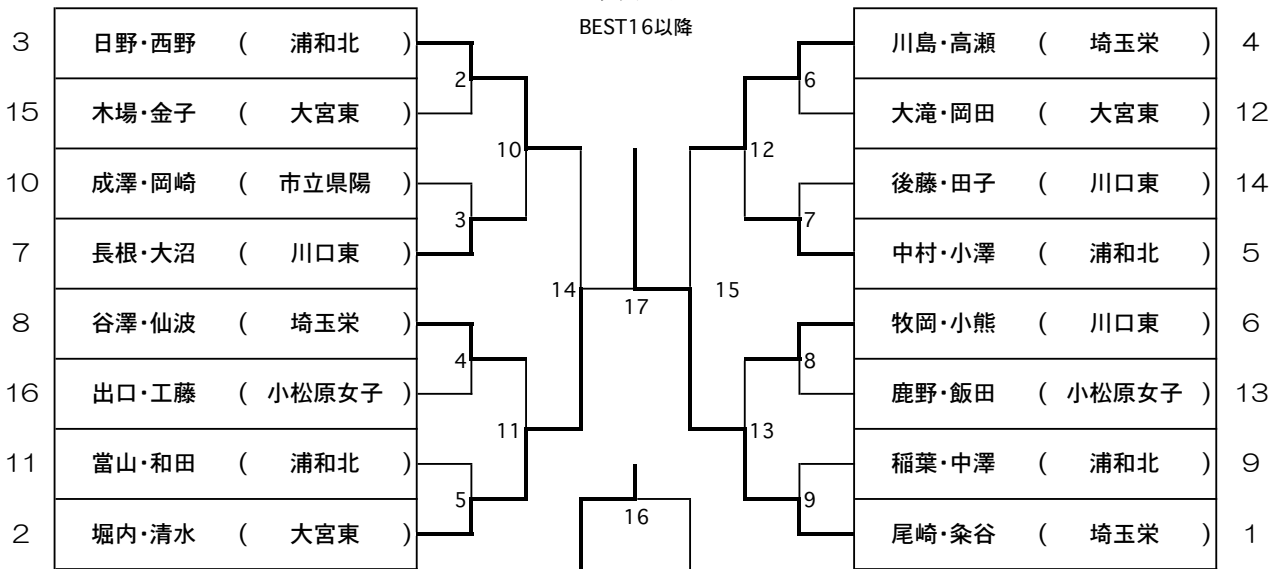 BEST16以降
3 日野・西野 ( 浦和北 )
15 木場・金子 ( 大宮東 )
10 成澤・岡崎 ( 市立県陽 )
7 長根・大沼 ( 川口東 )
8 谷澤・仙波 ( 埼玉栄 )
16 出口・工藤 ( 小松原女子 )
11 當山・和田 ( 浦和北 )
2 堀内・清水 ( 大宮東 )
2
3
4
5
10
11
14
17
16
15
12
13
6
7
8
9
川島・高瀬 ( 埼玉栄 ) 4
大滝・岡田 ( 大宮東 ) 12
後藤・田子 ( 川口東 ) 14
中村・小澤 ( 浦和北 ) 5
牧岡・小熊 ( 川口東 ) 6
鹿野・飯田 ( 小松原女子 ) 13
稲葉・中澤 ( 浦和北 ) 9
尾崎・粂谷 ( 埼玉栄 ) 1